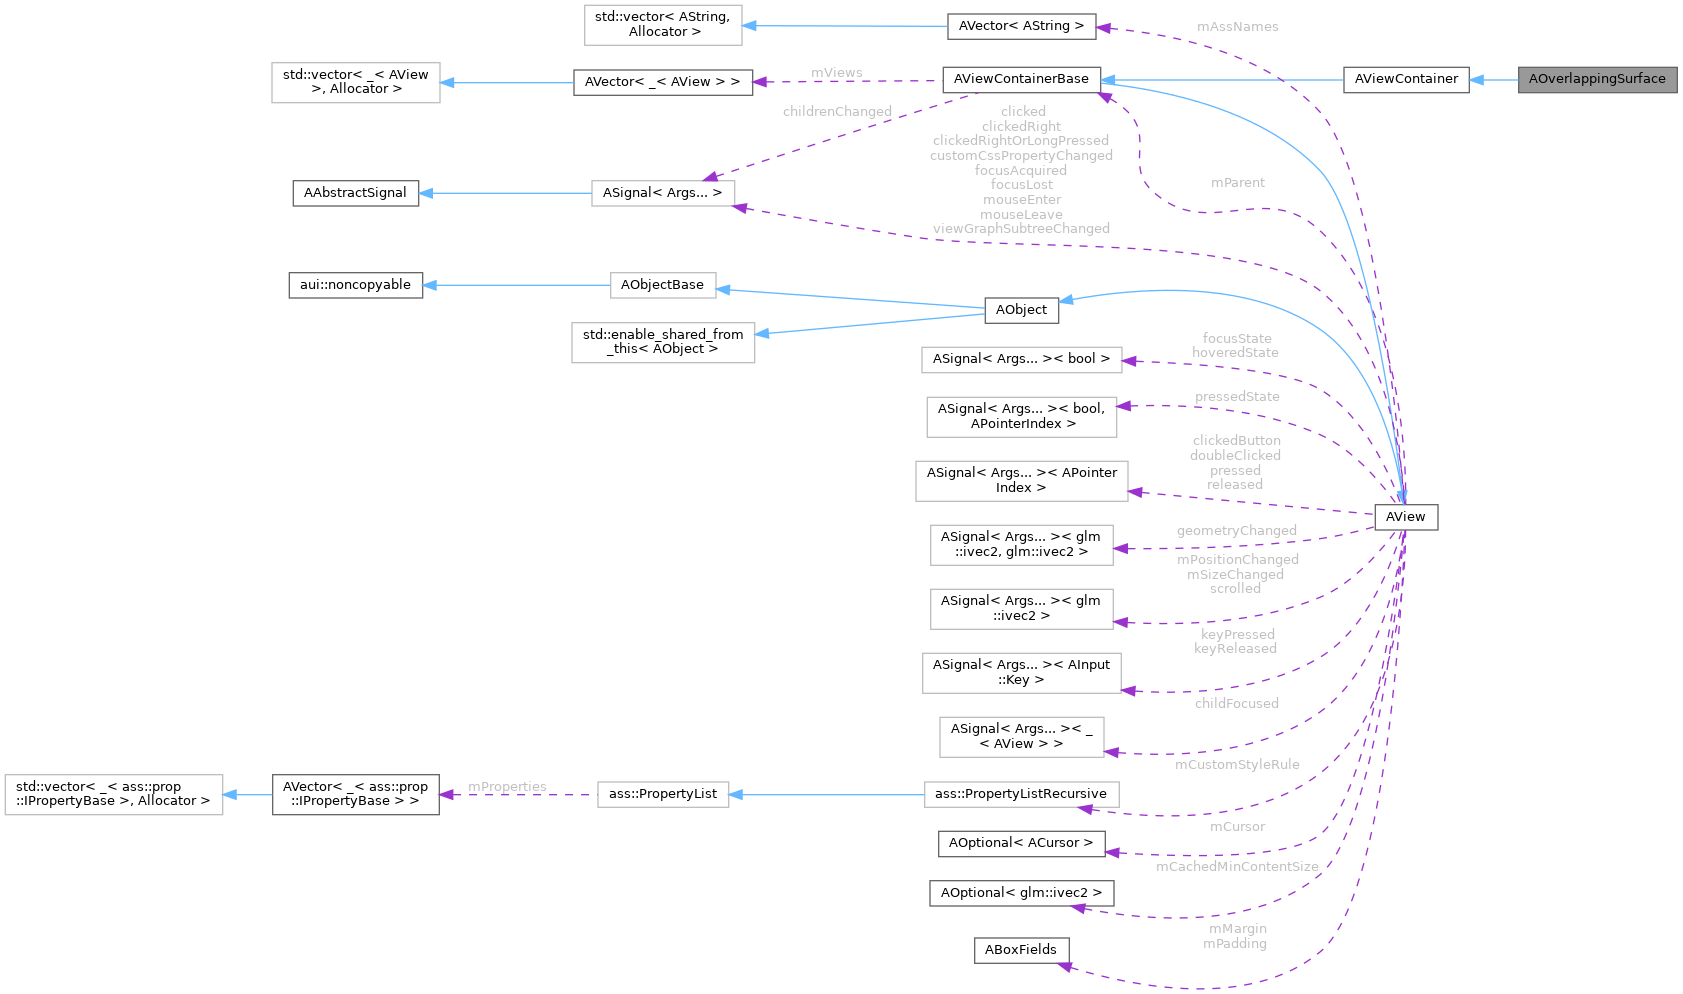 std::vector< AString,
Allocator >
AVector< AString >
mAssNames
std::vector< _< AView
>, Allocator >
AVector< _< AView > >
mViews
AViewContainerBase
AViewContainer
AOverlappingSurface
childrenChanged
clicked
clickedRight
clickedRightOrLongPressed
customCssPropertyChanged
focusAcquired
focusLost
mouseEnter
mouseLeave
viewGraphSubtreeChanged
mParent
AAbstractSignal
ASignal< Args... >
aui::noncopyable
AObjectBase
AObject
std::enable_shared_from
_this< AObject >
focusState
hoveredState
ASignal< Args... >< bool >
pressedState
ASignal< Args... >< bool,
APointerIndex >
clickedButton
doubleClicked
pressed
released
ASignal< Args... >< APointer
Index >
AView
geometryChanged
ASignal< Args... >< glm
::ivec2, glm::ivec2 >
mPositionChanged
mSizeChanged
scrolled
ASignal< Args... >< glm
::ivec2 >
keyPressed
keyReleased
ASignal< Args... >< AInput
::Key >
childFocused
ASignal< Args... >< _
< AView > >
mCustomStyleRule
std::vector< _< ass::prop
::IPropertyBase >, Allocator >
AVector< _< ass::prop
::IPropertyBase > >
mProperties
ass::PropertyList
ass::PropertyListRecursive
mCursor
AOptional< ACursor >
mCachedMinContentSize
AOptional< glm::ivec2 >
mMargin
mPadding
ABoxFields